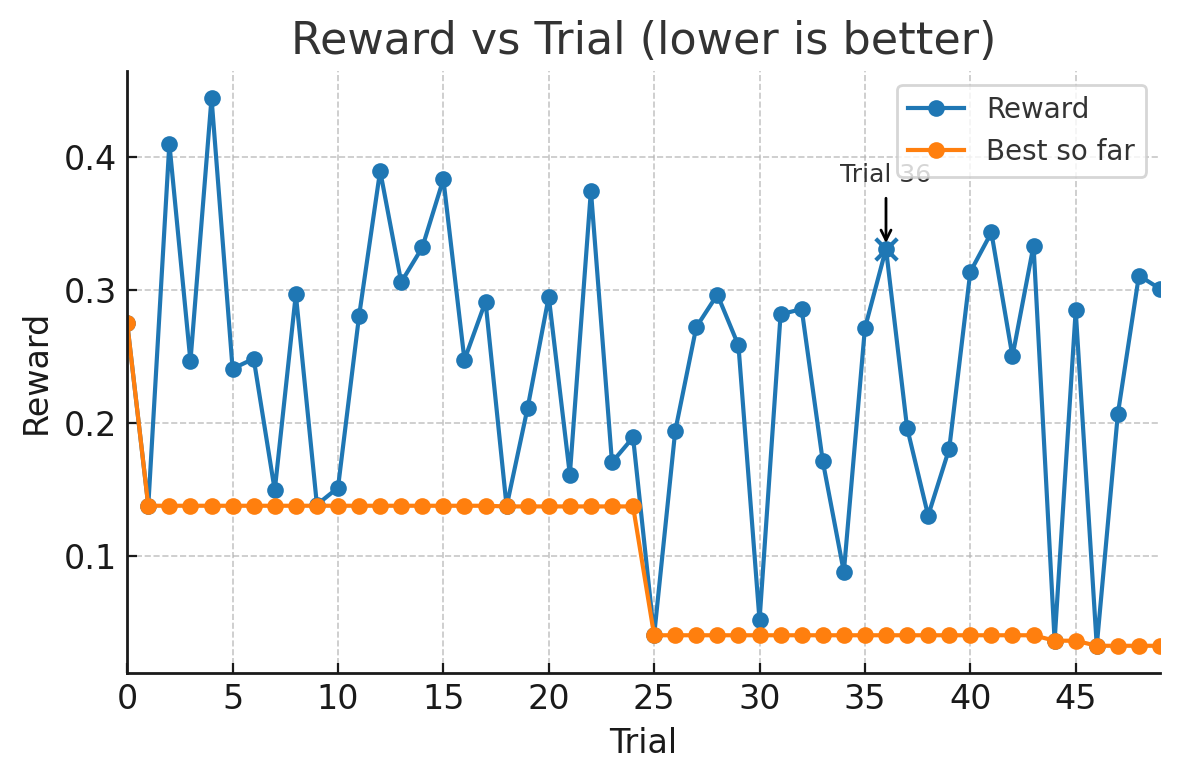 Reward vs Trial (lower is better)
Reward
Best so far
Trial 36
0.4
0.3
0.2
0.1
Reward
0 5 10 15 20 25 30 35 40 45
Trial